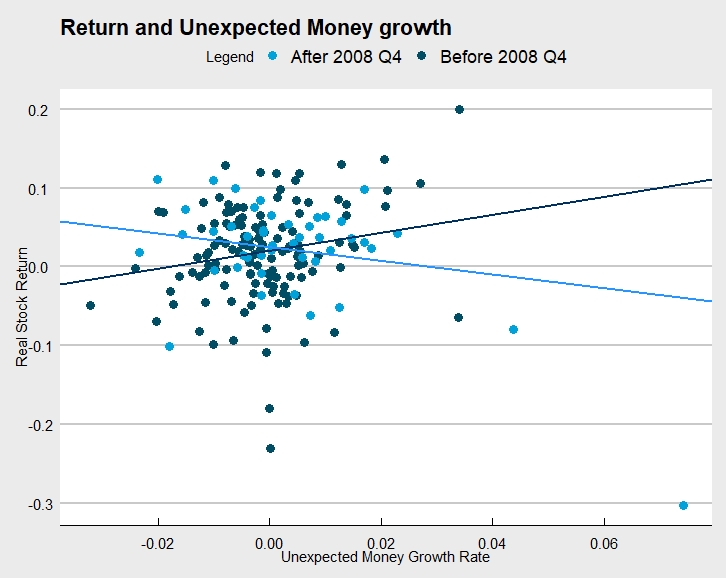 Return and Unexpected Money growth
Legend After 2008 Q4 Before 2008 Q4
0.2
0.1
0.0
-0.1
-0.2
-0.3
Real Stock Return
-0.02 0.00 0.02 0.04 0.06
Unexpected Money Growth Rate